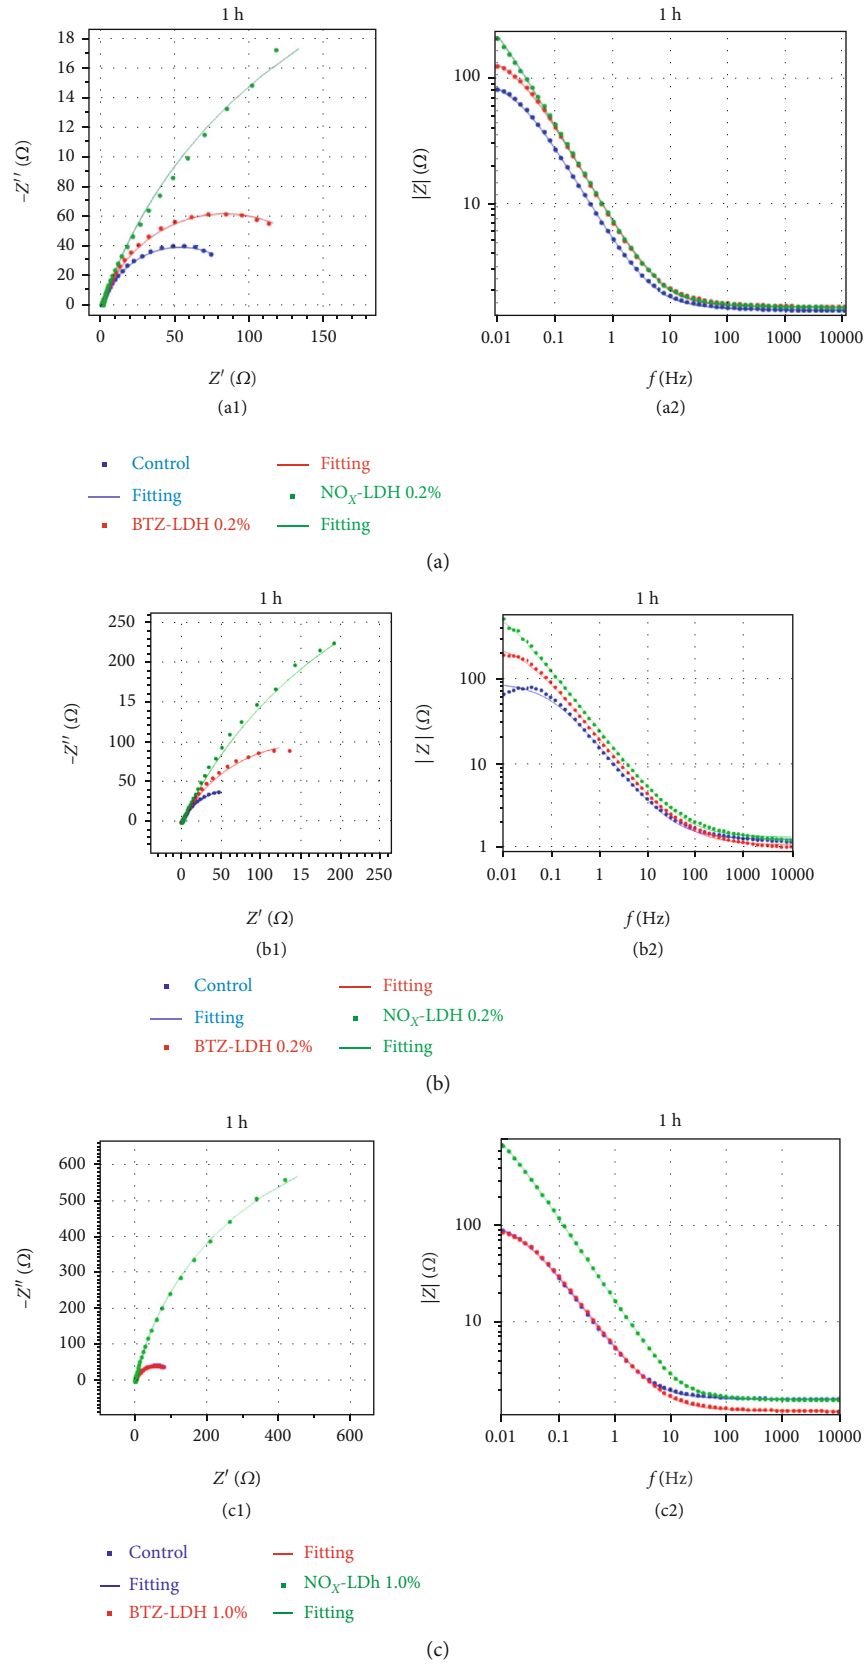 1 h
1 h
18
18
16
14
12
10
80
60
40
20
0
–Z′′ (Ω)
0
50
100
150
Z′ (Ω)
(a1)
100
10
|Z| (Ω)
0.01
0.1
1
10
100
1000
10000
f (Hz)
(a2)
Control
Fitting
Fitting
NOX-LDH 0.2%
BTZ-LDH 0.2%
Fitting
(a)
1 h
1 h
250
200
15
100
50
0
–Z′′ (Ω)
0
50
100
150
200
250
Z′ (Ω)
(b1)
100
10
1
| Z | (Ω)
0.01
0.1
1
10
100
1000
10000
f (Hz)
(b2)
Control
Fitting
Fitting
NOX-LDH 0.2%
BTZ-LDH 0.2%
Fitting
(b)
1 h
1 h
600
500
400
300
200
100
0
–Z′′ (Ω)
0
200
400
600
Z′ (Ω)
(c1)
100
10
|Z| (Ω)
0.01
0.1
1
10
100
1000
10000
f (Hz)
(c2)
Control
Fitting
Fitting
NOX-LDh 1.0%
BTZ-LDH 1.0%
Fitting
(c)